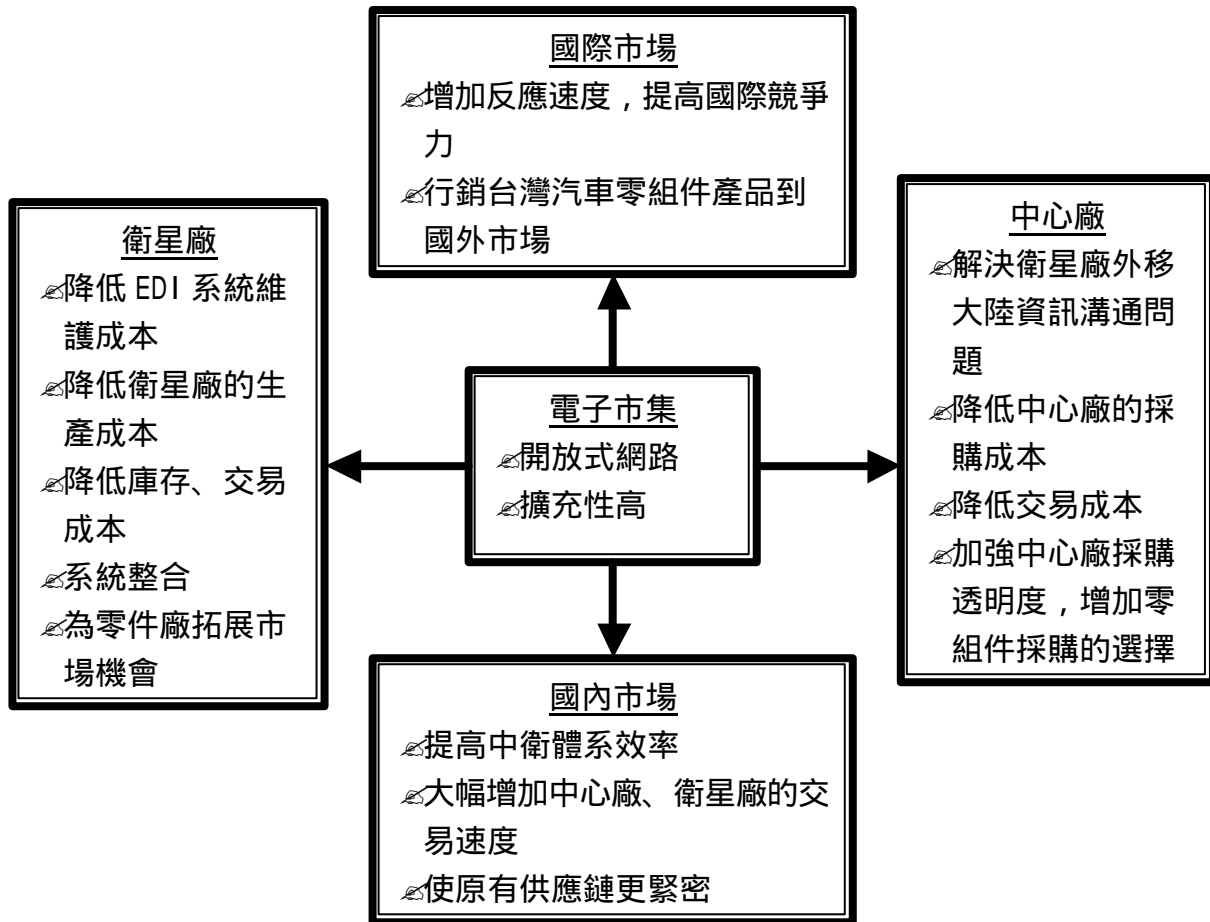 國際市場
✍增加反應速度，提高國際競爭
力
✍行銷台灣汽車零組件產品到
國外市場
衛星廠
✍降低 EDI 系統維
護成本
✍降低衛星廠的生
產成本
✍降低庫存、交易
成本
✍系統整合
✍為零件廠拓展市
場機會
電子市集
✍開放式網路
✍擴充性高
中心廠
✍解決衛星廠外移
大陸資訊溝通問
題
✍降低中心廠的採
購成本
✍降低交易成本
✍加強中心廠採購
透明度，增加零
組件採購的選擇
國內市場
✍提高中衛體系效率
✍大幅增加中心廠、衛星廠的交
易速度
✍使原有供應鏈更緊密